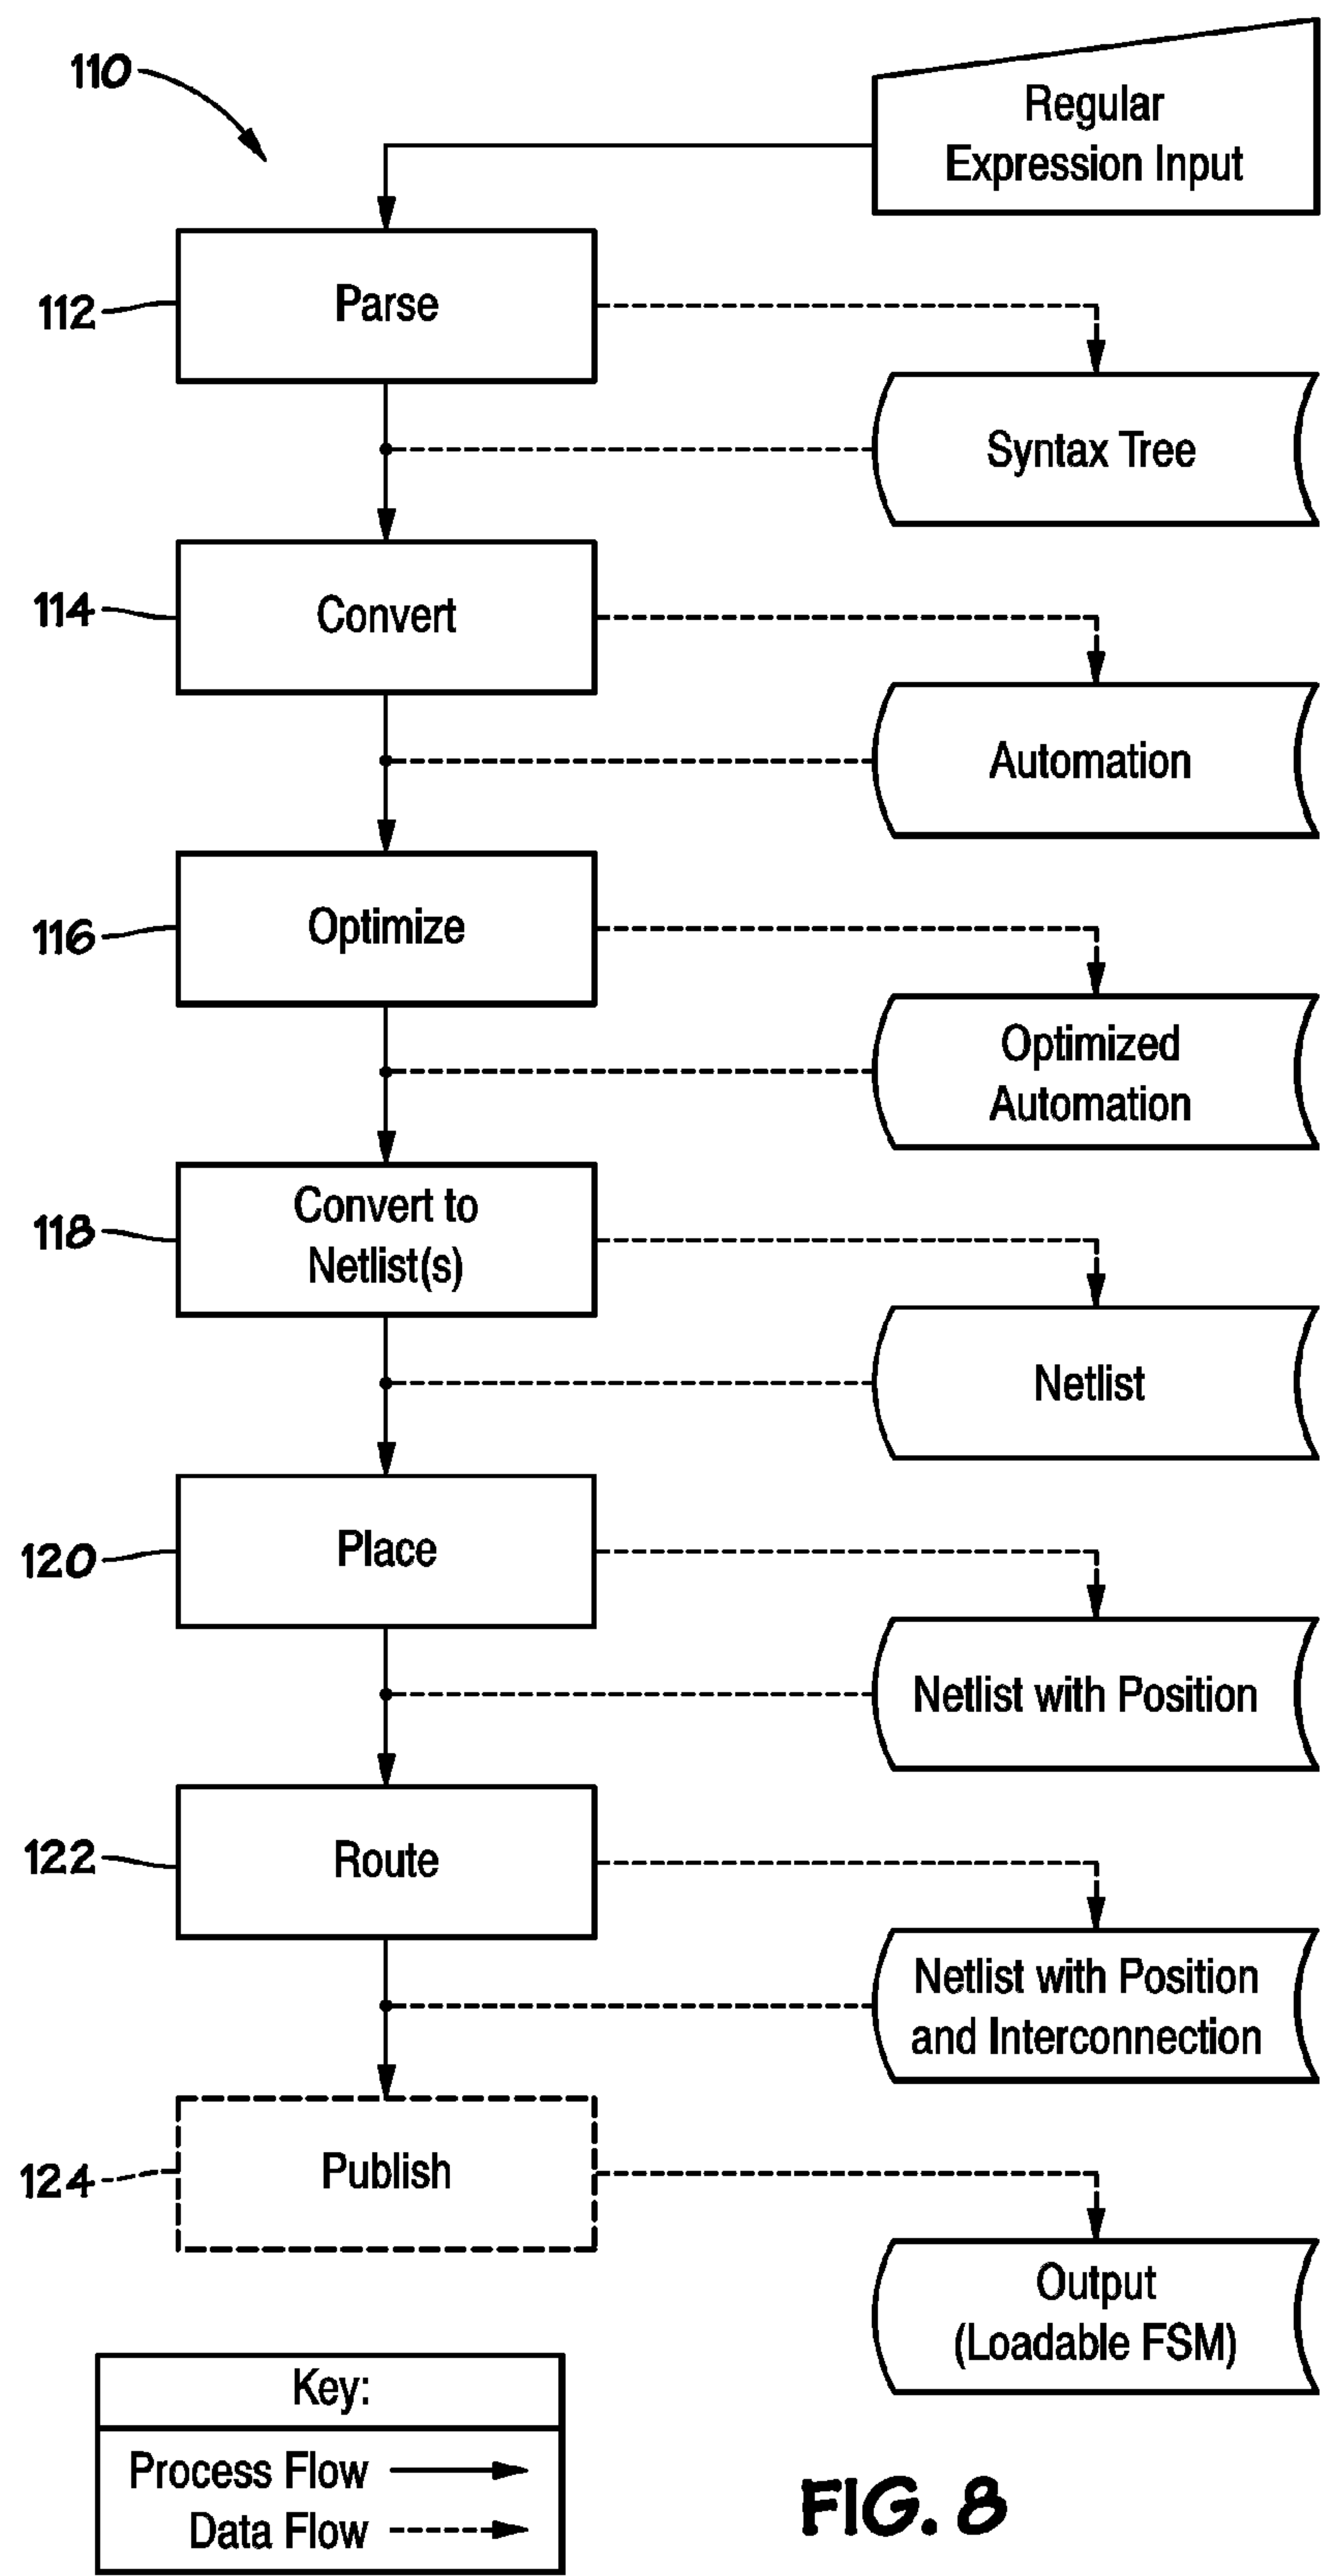 110
Regular
Expression Input
112
Parse
Syntax Tree
114
Convert
Automation
116
Optimize
Optimized
Automation
118
Convert to
Netlist(s)
Netlist
120
Place
Netlist with Position
122
Route
Netlist with Position
and Interconnection
124
Publish
Output
(Loadable FSM)
Key:
Process Flow
Data Flow
FIG. 8